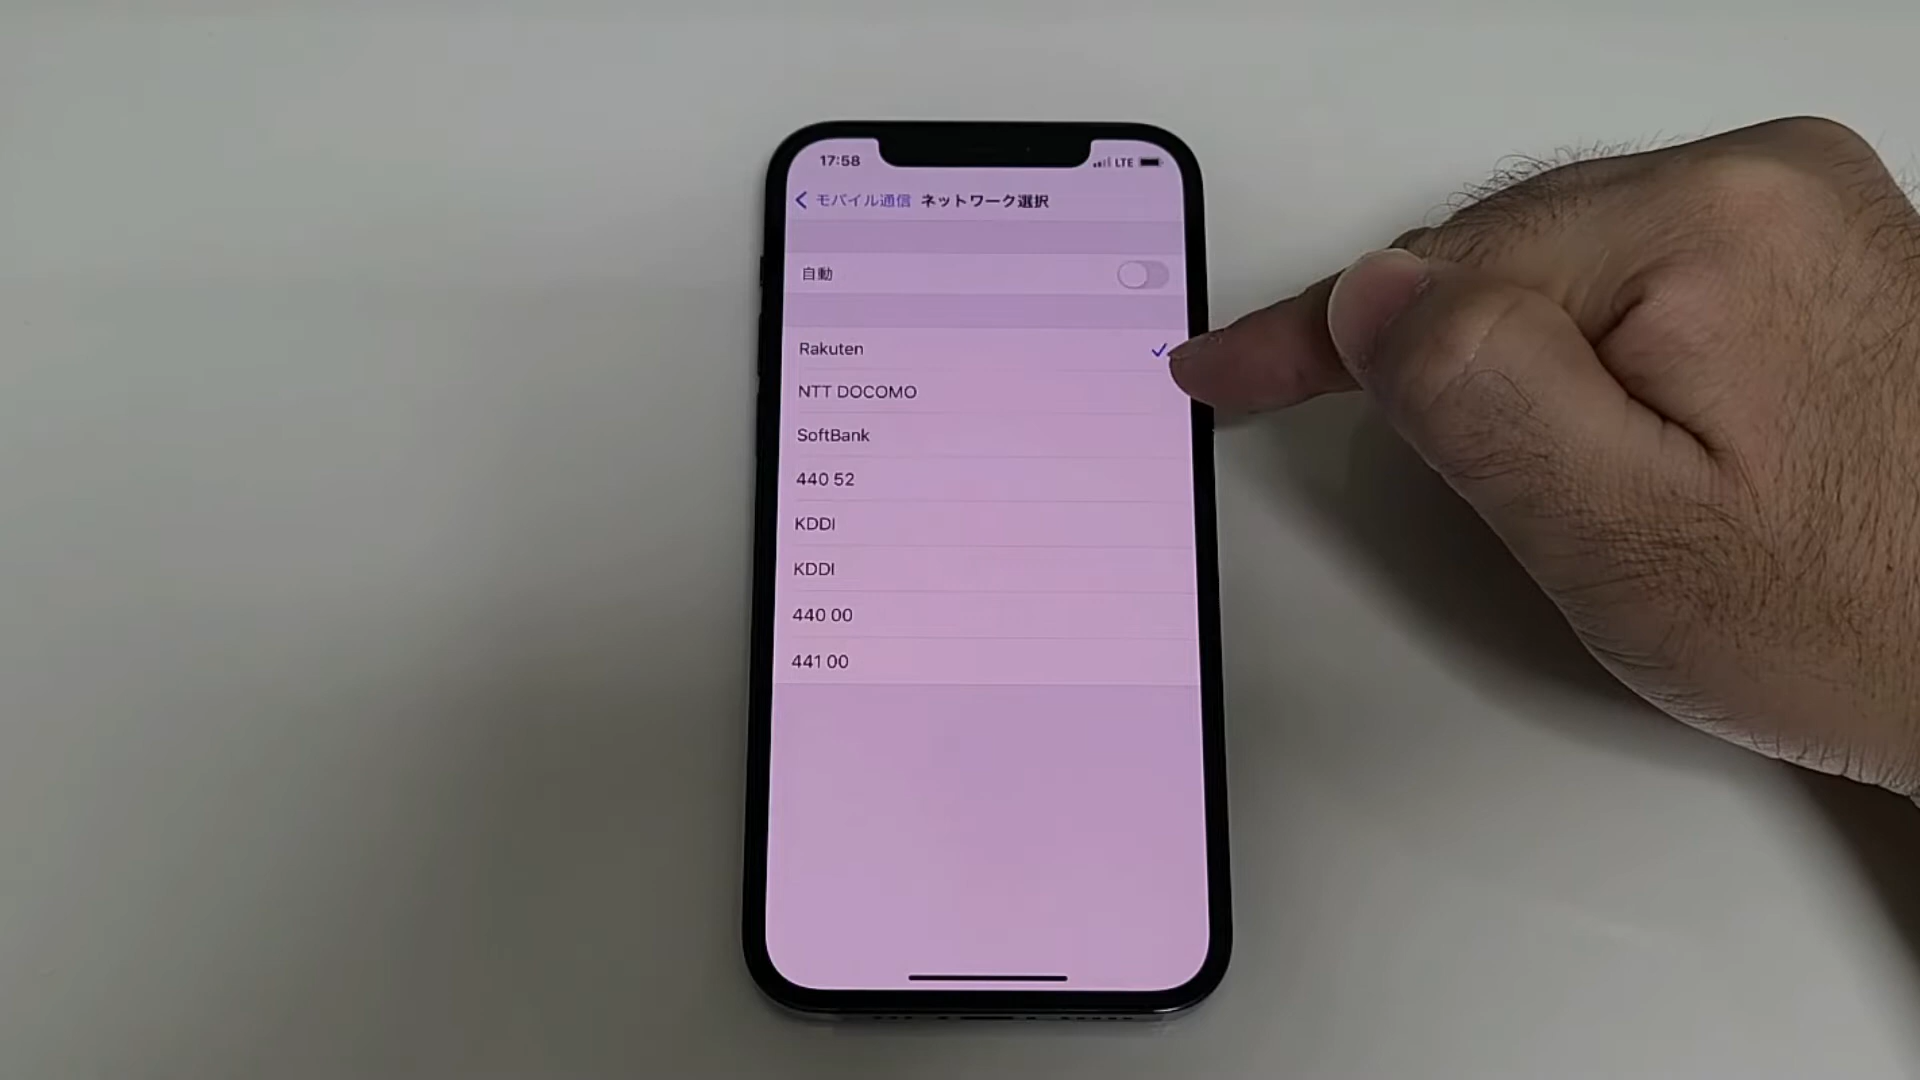 17:58 LTE
モバイル通信 ネットワーク選択
自動
Rakuten
NTT DOCOMO
SoftBank
440 52
KDDI
KDDI
440 00
441 00